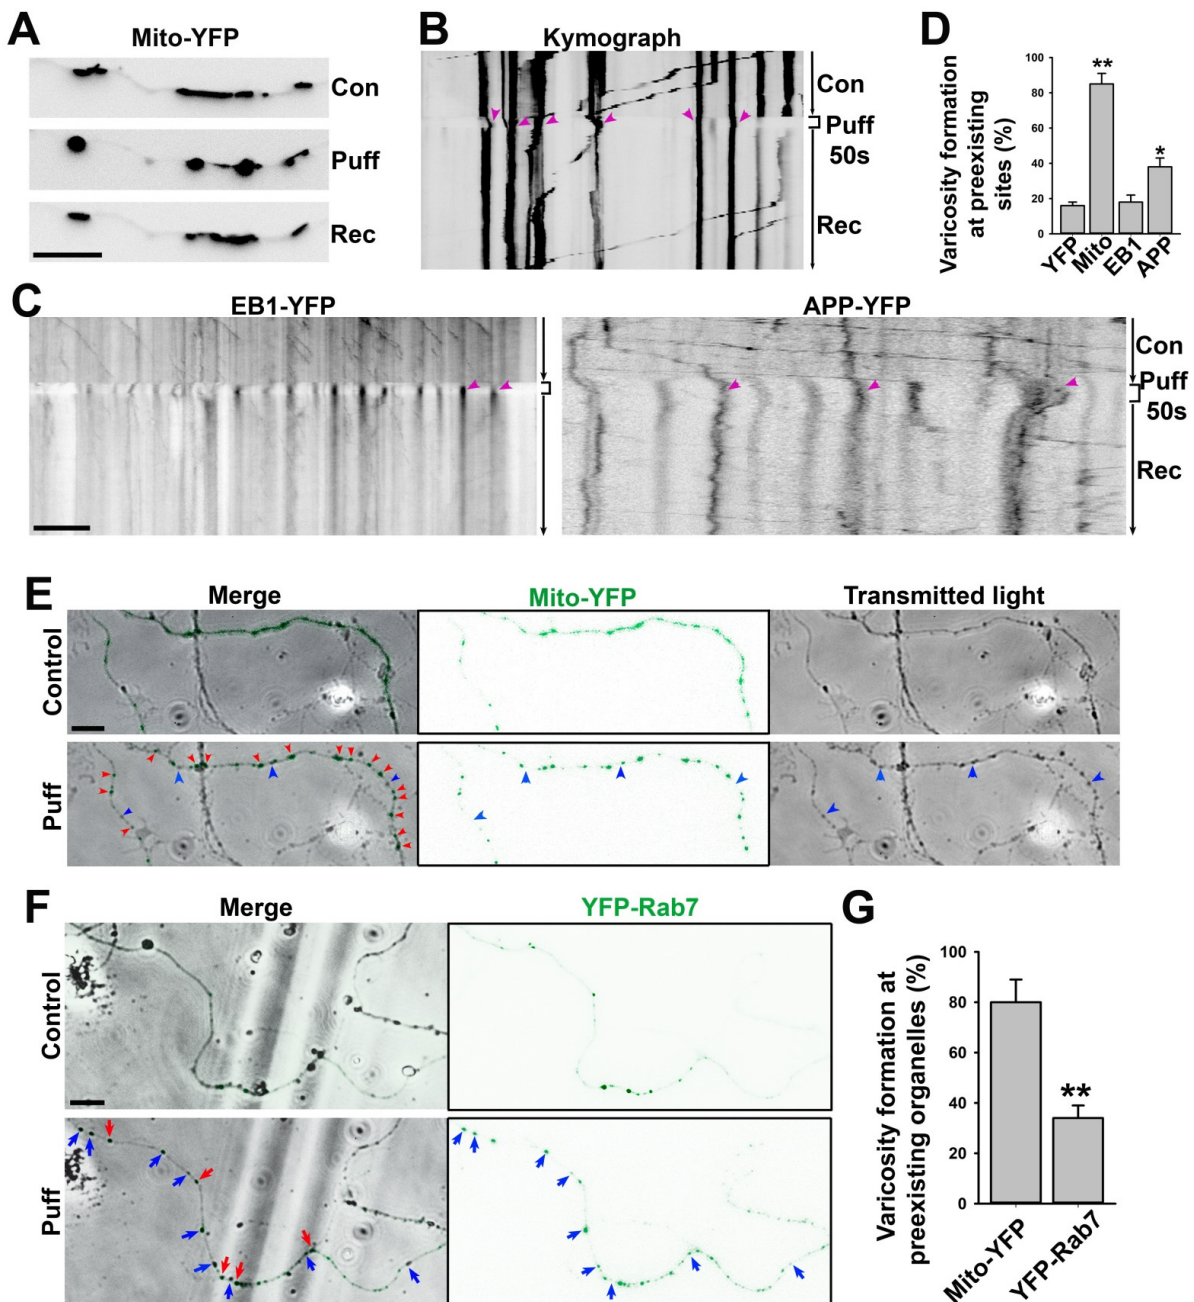 A
Mito-YFP
Con
Puff
Rec
B
Kymograph
Con
Puff
50s
Rec
D
Varicosity formation
at preexisting
sites (%)
100
80
60
40
20
0
**
*
YFP
Mito
EB1
APP
C
EB1-YFP
APP-YFP
Con
Puff
50s
Rec
E
Merge
Mito-YFP
Transmitted light
Control
Puff
F
Merge
YFP-Rab7
Control
Puff
G
Varicosity formation at
preexisting organelles (%)
100
80
60
40
20
0
**
Mito-YFP
YFP-Rab7